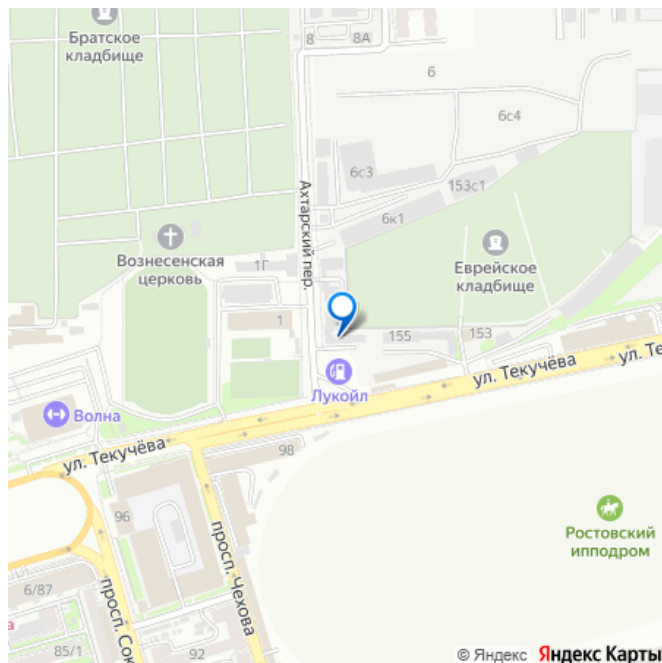 Братское
кладбище
8
8А
6
6с4
6с3
153с1
6к1
Ахтарский пер.
Вознесенская
церковь
1Г
Еврейское
кладбище
1
155
153
Лукойл
ул. Текучёва
ул. Те
Волна
ул. Текучёва
98
96
просп. Чехова
просп. Сок
6/87
а
85/1
92
Ростовский
ипподром
© Яндекс Яндекс Карты